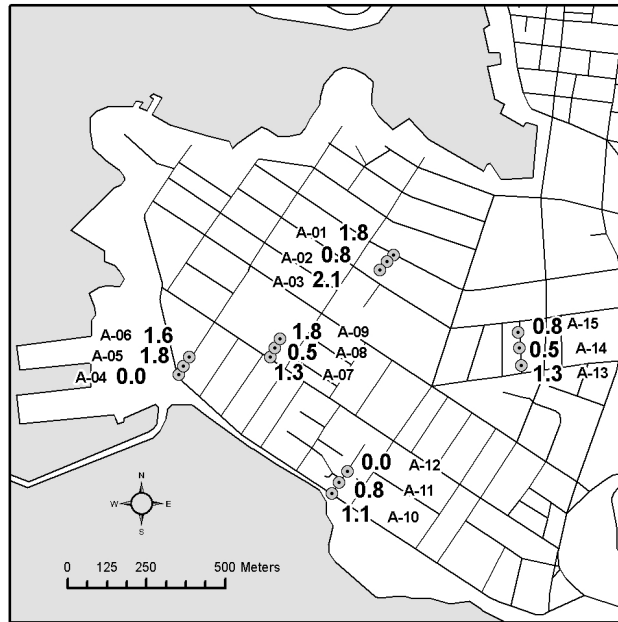 A-01 1.8
A-02 0.8
A-03 2.1
A-06 1.6
A-05 1.8
A-04 0.0
1.8 A-09
0.5 A-08
1.3 A-07
0.8 A-15
0.5 A-14
1.3 A-13
0.0 A-12
0.8 A-11
1.1 A-10
N
W E
S
0 125 250 500 Meters